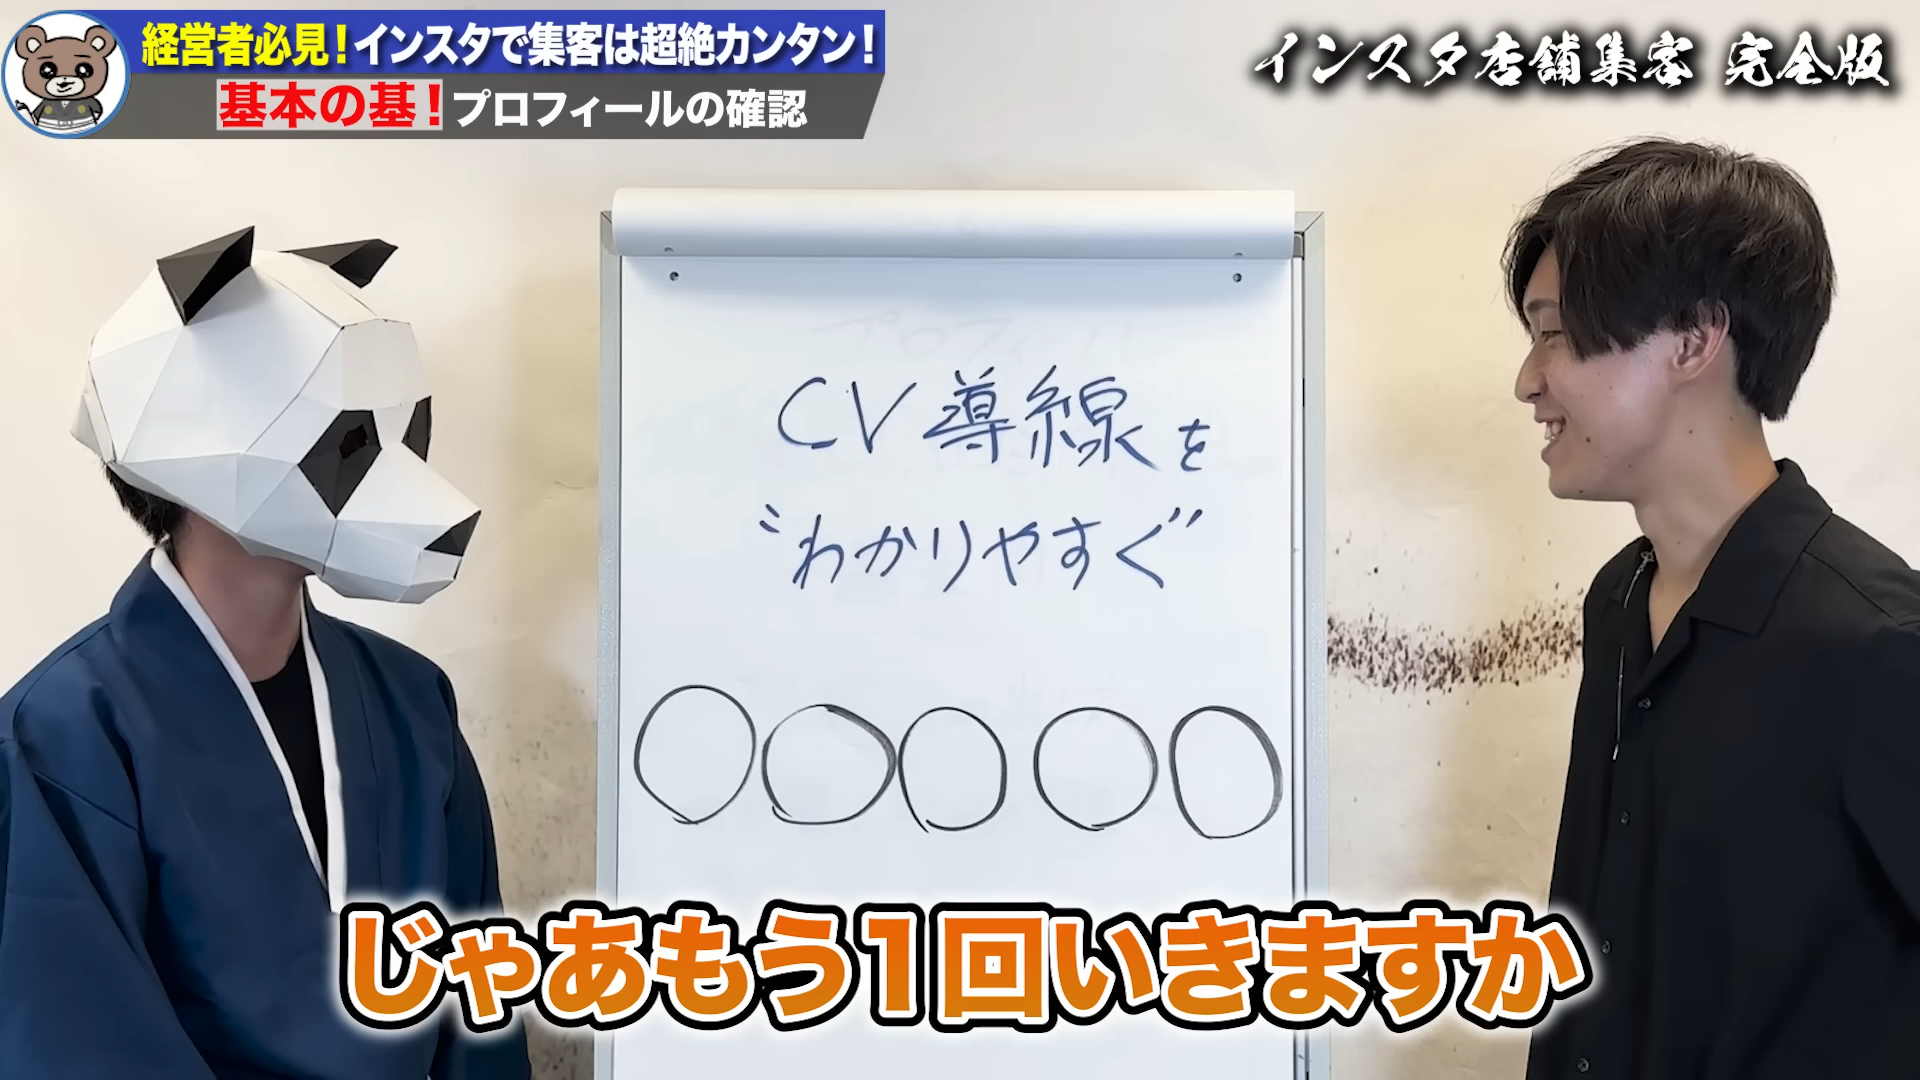 経営者必見！インスタで集客は超絶カンタン！
基本の基！プロフィールの確認
インスタ店舗集客 完全版
CV導線を
〝わかりやすく〞
じゃあもう1回いきますか